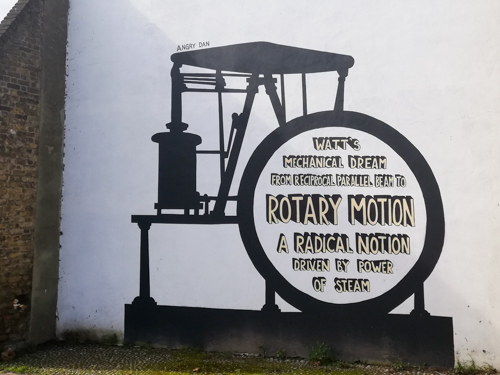 ANGRY DAN
WATT'S
MECHANICAL DREAM
FROM RECIPROCAL PARALLEL BEAM TO
ROTARY MOTION
A RADICAL NOTION
DRIVEN BY POWER
OF STEAM